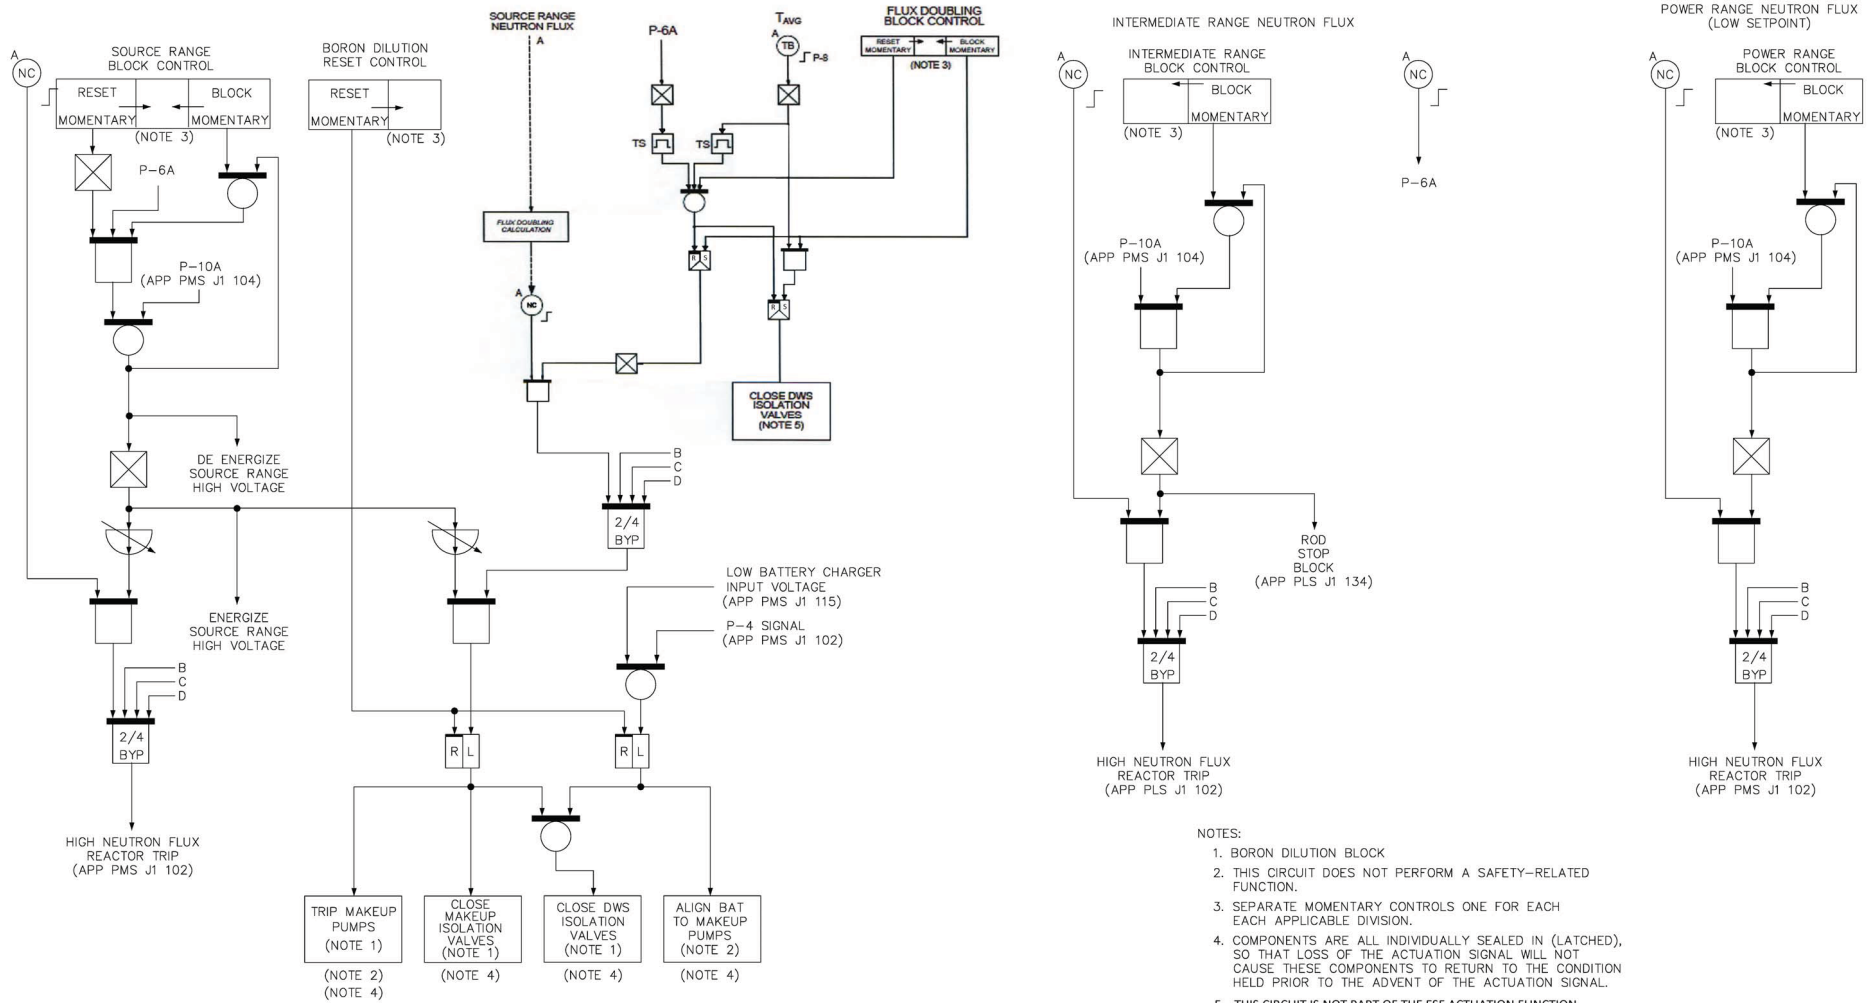 A
NC
SOURCE RANGE
BLOCK CONTROL
RESET
BLOCK
MOMENTARY
MOMENTARY
(NOTE 3)
P-6A
P-10A
(APP PMS J1 104)
DE ENERGIZE
SOURCE RANGE
HIGH VOLTAGE
ENERGIZE
SOURCE RANGE
HIGH VOLTAGE
B
C
D
2/4
BYP
HIGH NEUTRON FLUX
REACTOR TRIP
(APP PMS J1 102)
BORON DILUTION
RESET CONTROL
RESET
MOMENTARY
(NOTE 3)
SOURCE RANGE
NEUTRON FLUX
A
FLUX DOUBLING
CALCULATION
A
NC
P-6A
TS
TAVG
A
TB
P-8
TS
FLUX DOUBLING
BLOCK CONTROL
RESET
MOMENTARY
BLOCK
MOMENTARY
(NOTE 3)
R S
R S
CLOSE DWS
ISOLATION
VALVES
(NOTE 5)
B
C
D
2/4
BYP
LOW BATTERY CHARGER
INPUT VOLTAGE
(APP PMS J1 115)
P-4 SIGNAL
(APP PMS J1 102)
R L
R L
TRIP MAKEUP
PUMPS
(NOTE 1)
(NOTE 2)
(NOTE 4)
CLOSE
MAKEUP
ISOLATION
VALVES
(NOTE 1)
(NOTE 4)
CLOSE DWS
ISOLATION
VALVES
(NOTE 1)
(NOTE 4)
ALIGN BAT
TO MAKEUP
PUMPS
(NOTE 2)
(NOTE 4)
INTERMEDIATE RANGE NEUTRON FLUX
A
NC
INTERMEDIATE RANGE
BLOCK CONTROL
BLOCK
MOMENTARY
(NOTE 3)
P-10A
(APP PMS J1 104)
ROD
STOP
BLOCK
(APP PLS J1 134)
B
C
D
2/4
BYP
HIGH NEUTRON FLUX
REACTOR TRIP
(APP PLS J1 102)
A
NC
P-6A
POWER RANGE NEUTRON FLUX
(LOW SETPOINT)
A
NC
POWER RANGE
BLOCK CONTROL
BLOCK
MOMENTARY
(NOTE 3)
P-10A
(APP PMS J1 104)
B
C
D
2/4
BYP
HIGH NEUTRON FLUX
REACTOR TRIP
(APP PMS J1 102)
NOTES:
1. BORON DILUTION BLOCK
2. THIS CIRCUIT DOES NOT PERFORM A SAFETY-RELATED
FUNCTION.
3. SEPARATE MOMENTARY CONTROLS ONE FOR EACH
EACH APPLICABLE DIVISION.
4. COMPONENTS ARE ALL INDIVIDUALLY SEALED IN (LATCHED),
SO THAT LOSS OF THE ACTUATION SIGNAL WILL NOT
CAUSE THESE COMPONENTS TO RETURN TO THE CONDITION
HELD PRIOR TO THE ADVENT OF THE ACTUATION SIGNAL.
5. THIS CIRCUIT IS NOT PART OF THE ESF ACTUATION FUNCTION